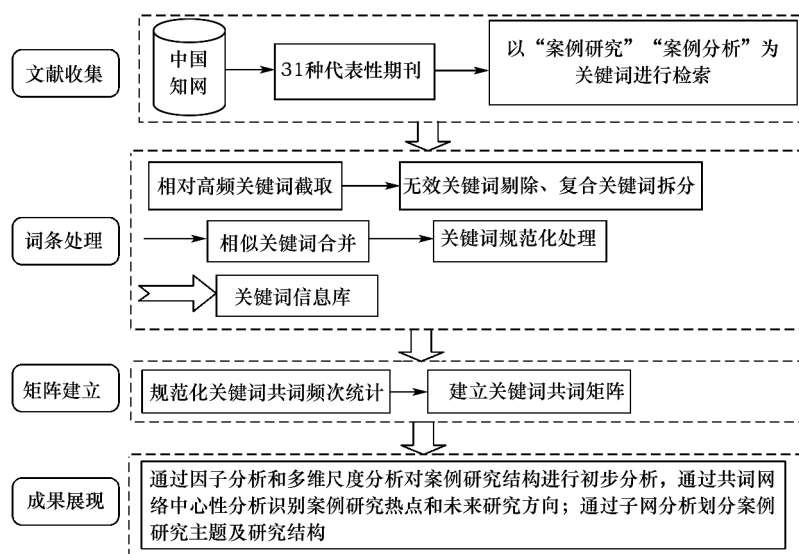 文献收集
中国
知网
31种代表性期刊
以“案例研究”“案例分析”为
关键词进行检索
词条处理
相对高频关键词截取
无效关键词剔除、复合关键词拆分
相似关键词合并
关键词规范化处理
关键词信息库
矩阵建立
规范化关键词共词频次统计
建立关键词共词矩阵
成果展现
通过因子分析和多维尺度分析对案例研究结构进行初步分析，通过共词网
络中心性分析识别案例研究热点和未来研究方向；通过子网分析划分案例
研究主题及研究结构